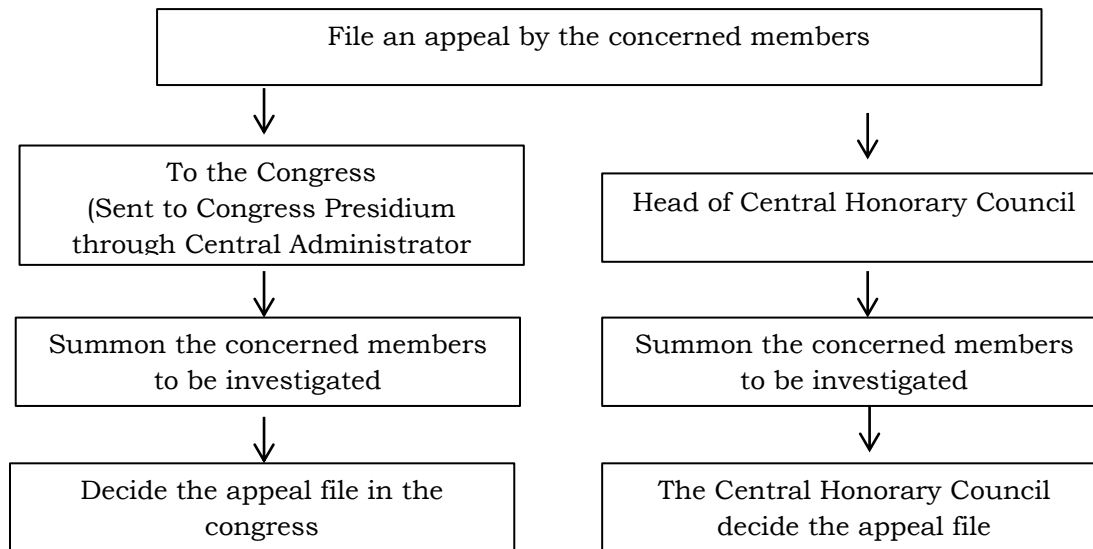 File an appeal by the concerned members
To the Congress
(Sent to Congress Presidium
through Central Administrator
Head of Central Honorary Council
Summon the concerned members
to be investigated
Summon the concerned members
to be investigated
Decide the appeal file in the
congress
The Central Honorary Council
decide the appeal file